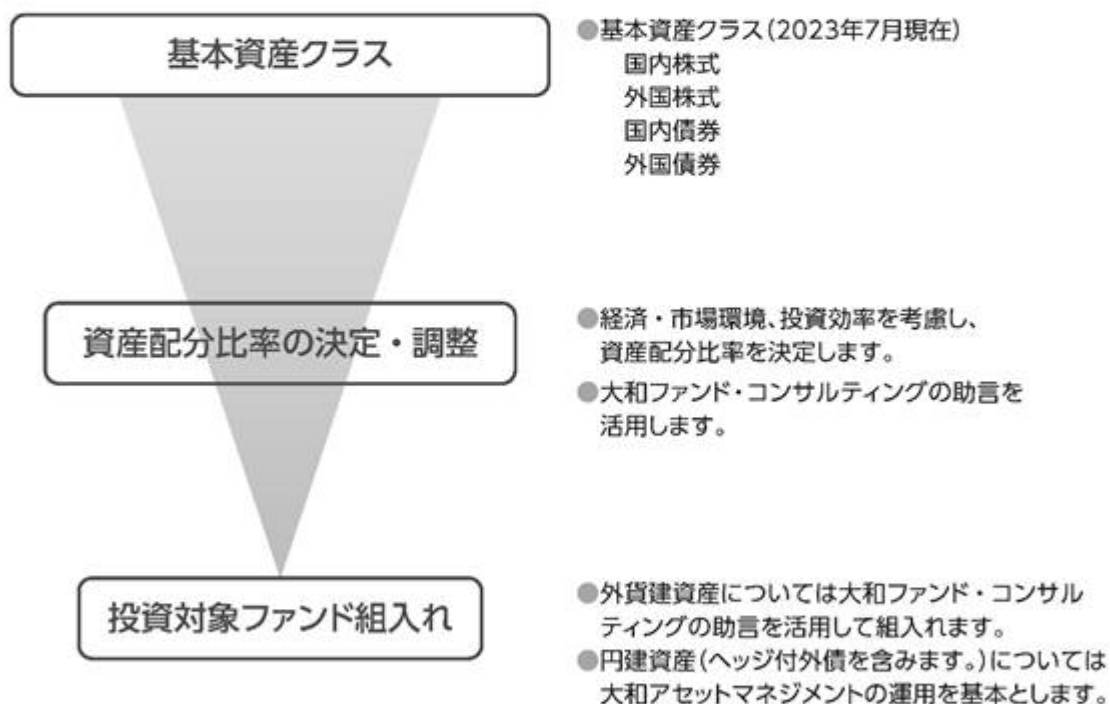 基本資産クラス
●基本資産クラス(2023年7月現在)
国内株式
外国株式
国内債券
外国債券
資産配分比率の決定・調整
●経済・市場環境、投資効率を考慮し、
資産配分比率を決定します。
●大和ファンド・コンサルティングの助言を
活用します。
投資対象ファンド組入れ
●外貨建資産については大和ファンド・コンサル
ティングの助言を活用して組入れます。
●円建資産(ヘッジ付外債を含みます。)については
大和アセットマネジメントの運用を基本とします。